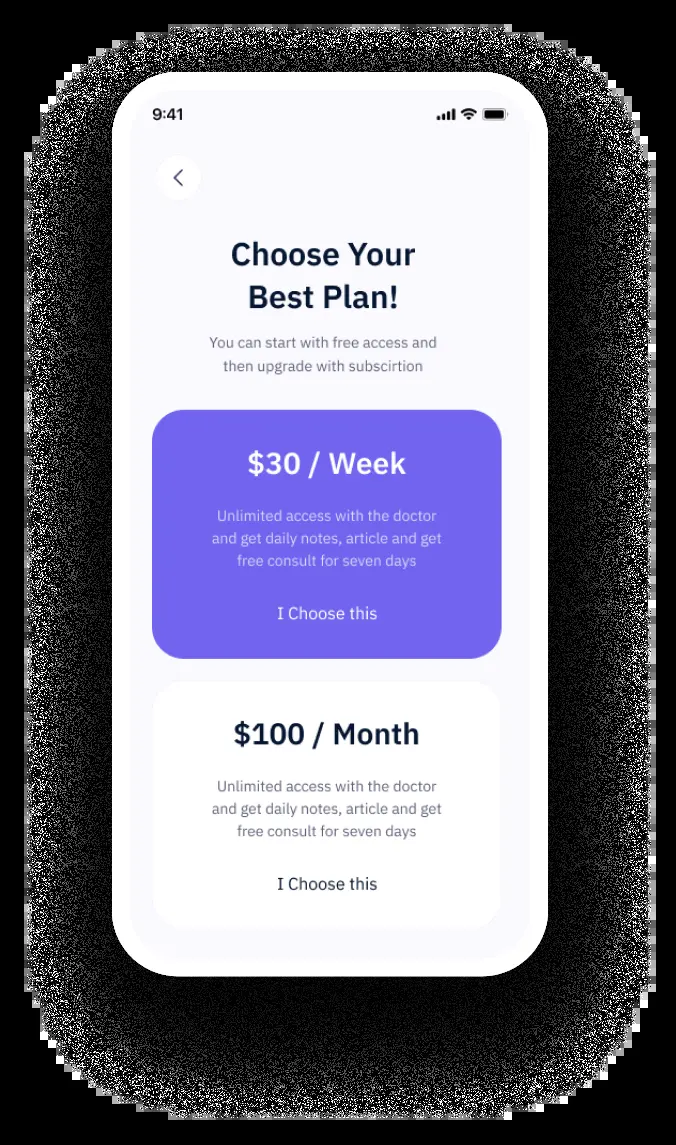 9:41
Choose Your
Best Plan!
You can start with free access and
then upgrade with subscirtion
$30 / Week
Unlimited access with the doctor
and get daily notes, article and get
free consult for seven days
I Choose this
$100 / Month
Unlimited access with the doctor
and get daily notes, article and get
free consult for seven days
I Choose this